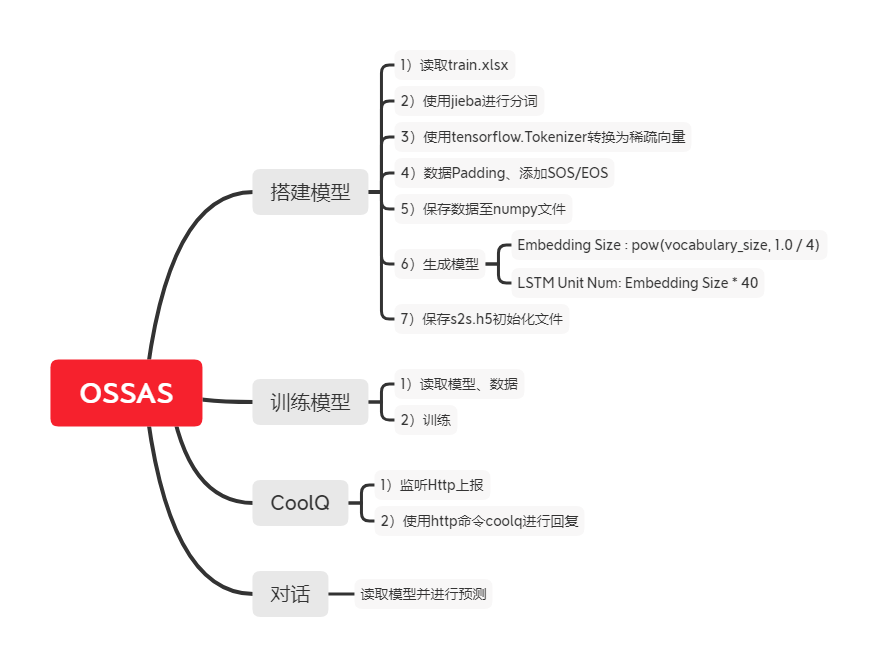 OSSAS
搭建模型
1）读取train.xlsx
2）使用jieba进行分词
3）使用tensorflow.Tokenizer转换为稀疏向量
4）数据Padding、添加SOS/EOS
5）保存数据至numpy文件
6）生成模型
Embedding Size : pow(vocabulary_size, 1.0 / 4)
LSTM Unit Num: Embedding Size * 40
7）保存s2s.h5初始化文件
训练模型
1）读取模型、数据
2）训练
CoolQ
1）监听Http上报
2）使用http命令coolq进行回复
对话
读取模型并进行预测